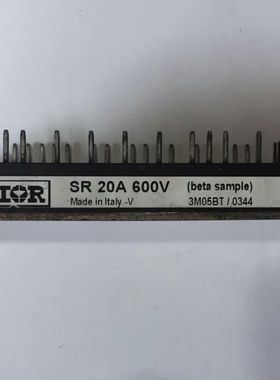 IOR
SR 20A 600V (beta sample)
Made in Italy -V 3M05BT / 0344